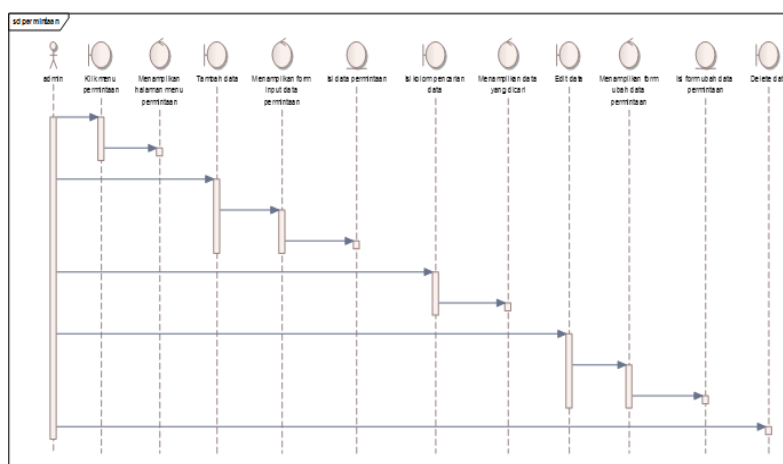 sd permintaan
admin
Klik menu
permintaan
Menampilkan
halaman menu
permintaan
Tambah data
Menampilkan form
input data
permintaan
Isi data permintaan
Isi kolom pencarian
data
Menampilkan data
yang dicari
Edit data
Menampilkan form
ubah data
permintaan
Isi form ubah data
permintaan
Delete dat